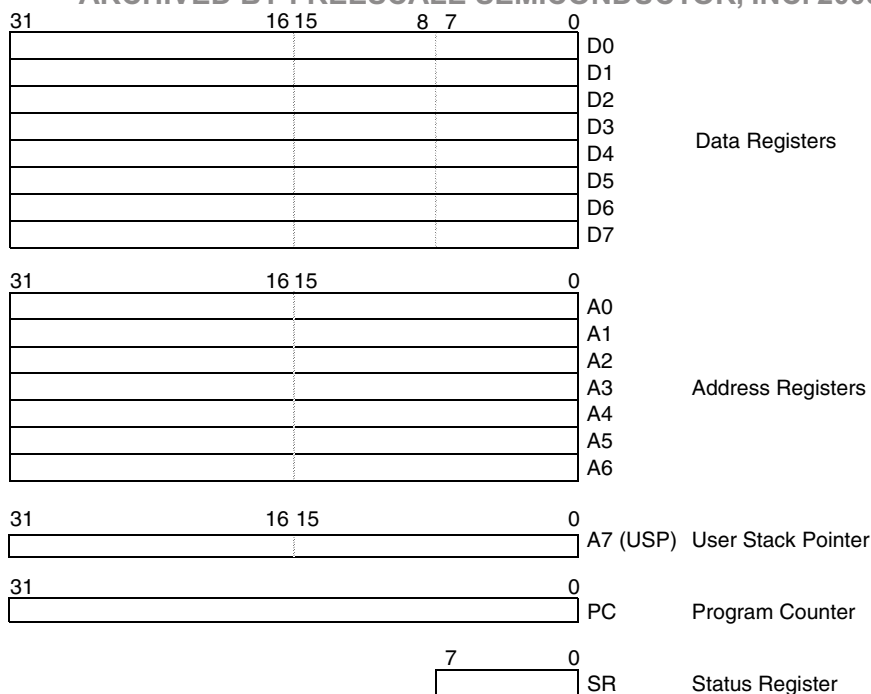 31 16 15 8 7 0
D0
D1
D2
D3
D4
D5
D6
D7
Data Registers
31 16 15 0
A0
A1
A2
A3
A4
A5
A6
Address Registers
31 16 15 0
A7 (USP) User Stack Pointer
31 0
PC Program Counter
7 0
SR Status Register